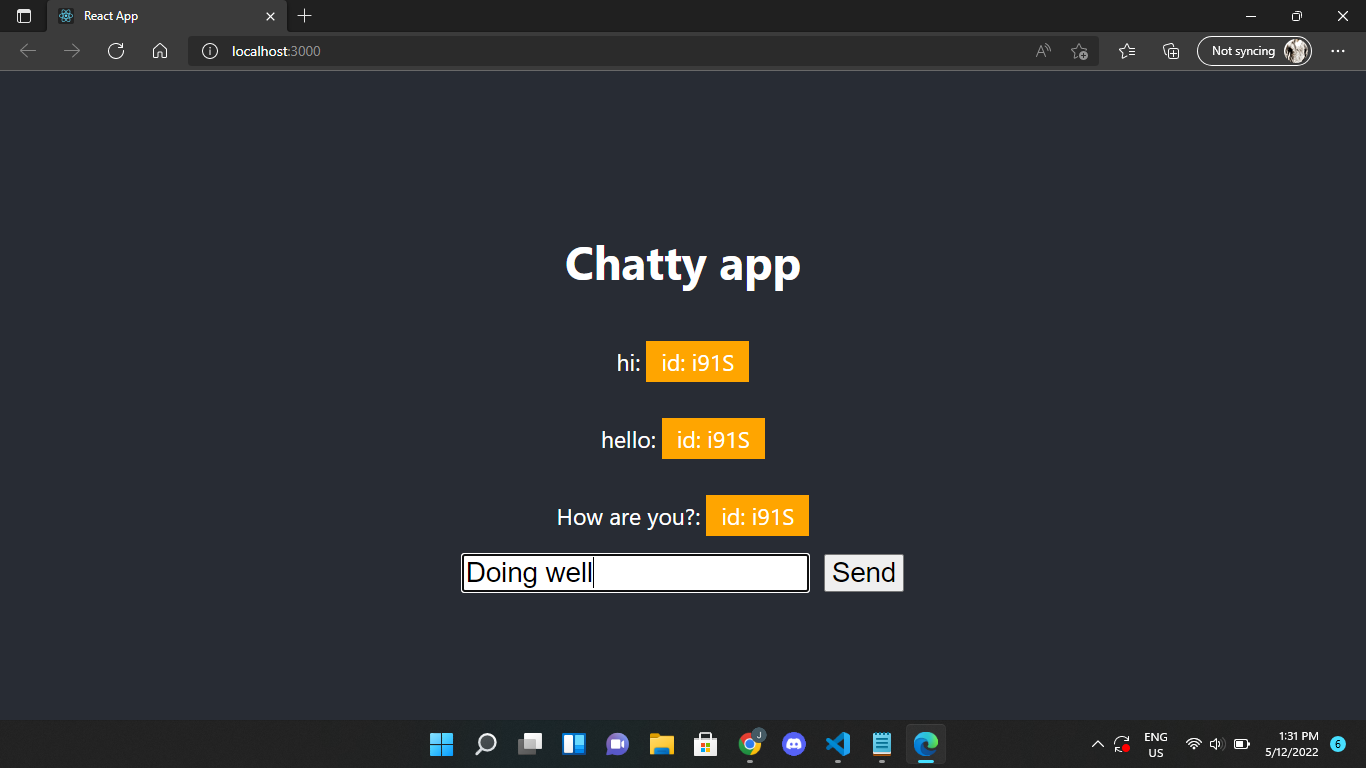 React App
localhost:3000
Not syncing
Chatty app
hi: id: i91S
hello: id: i91S
How are you?: id: i91S
Doing well Send
J
ENG
US
1:31 PM
5/12/2022
6